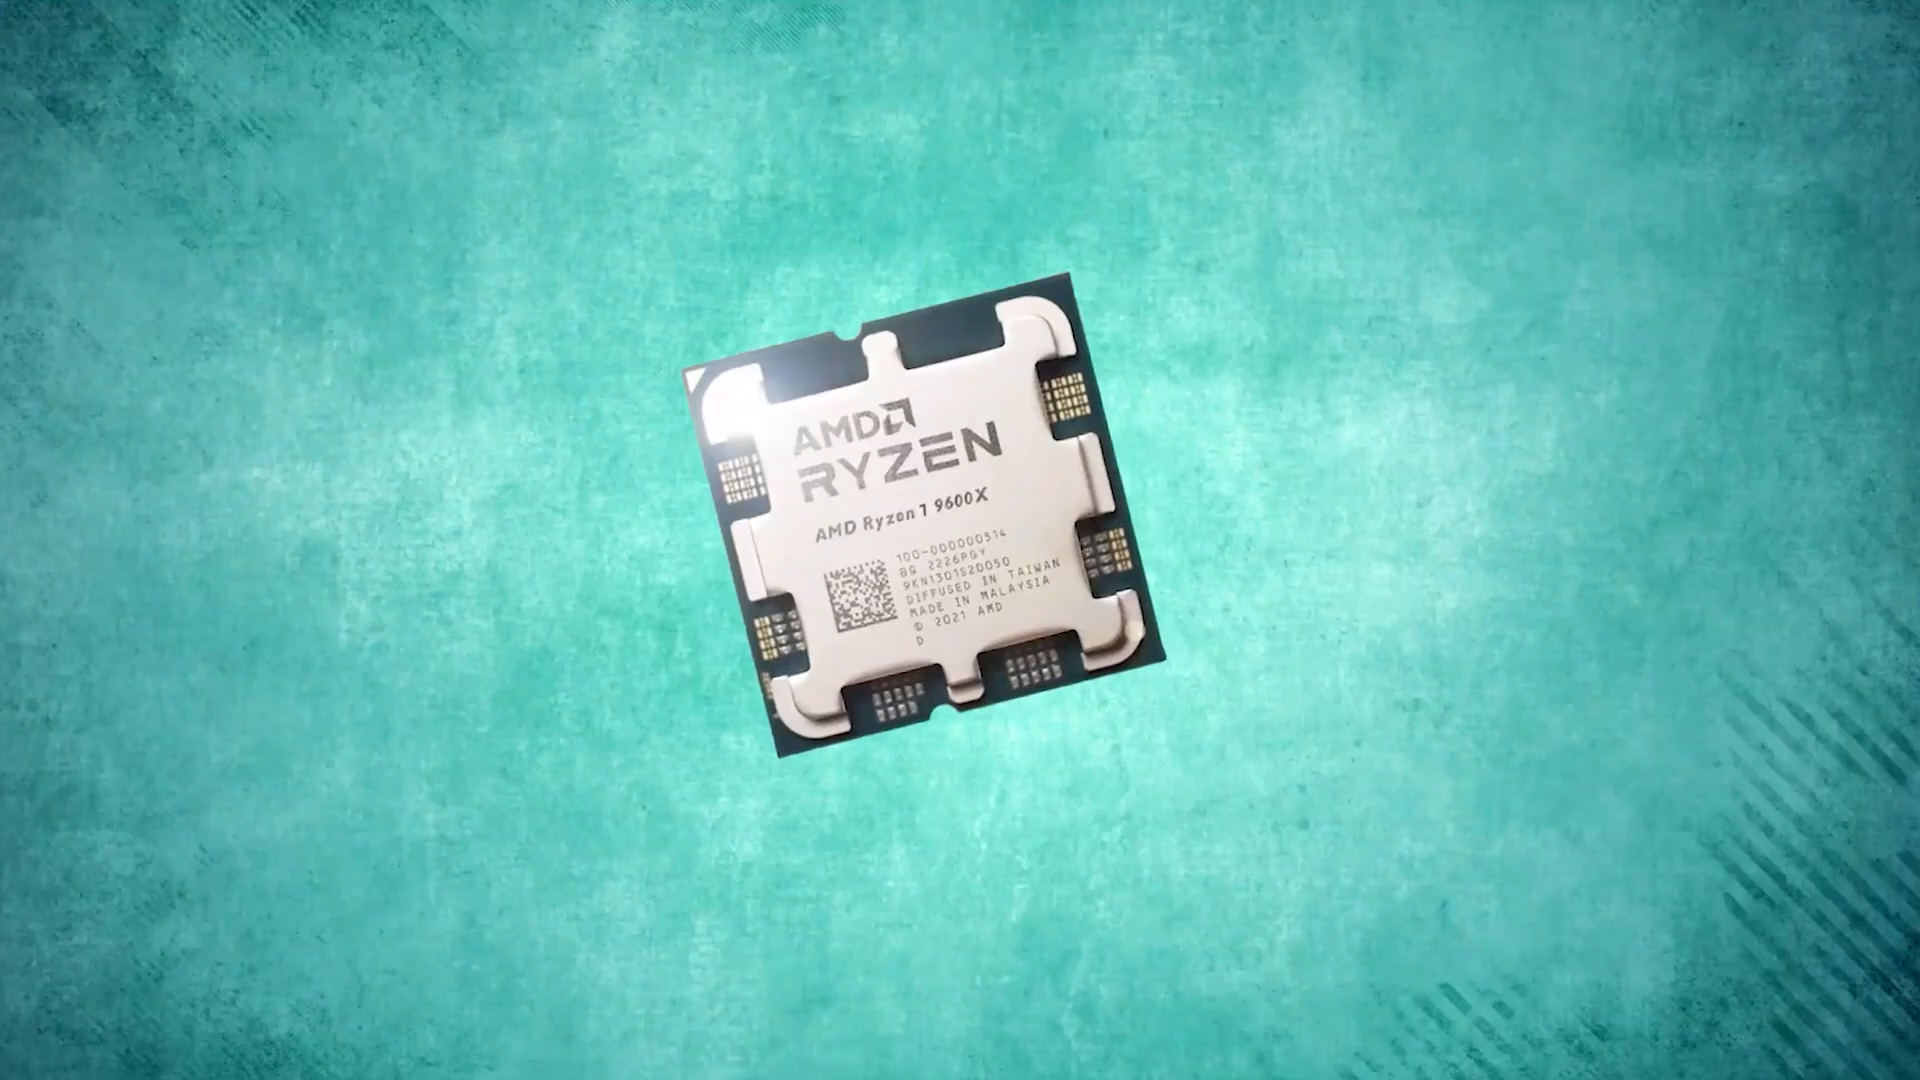 AMD
RYZEN
AMD Ryzen 7 9600X
100-000000514
BG 2226PGY
9KN1301S20050
DIFFUSED IN TAIWAN
MADE IN MALAYSIA
© 2021 AMD
D